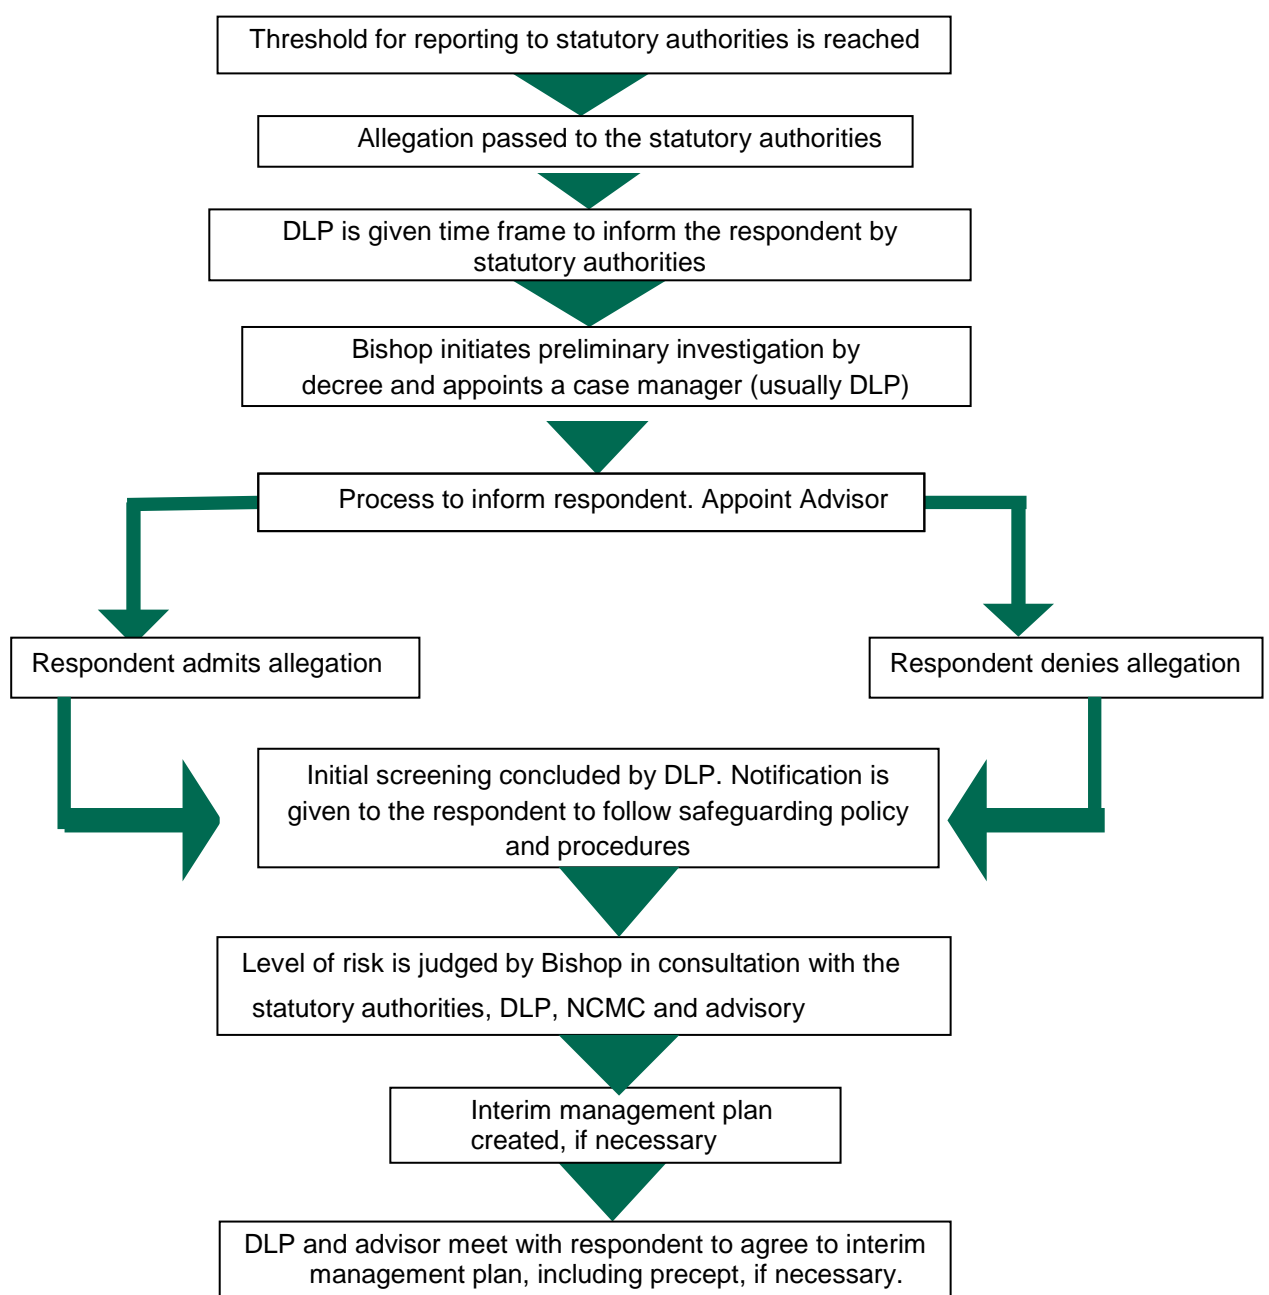 Threshold for reporting to statutory authorities is reached
Allegation passed to the statutory authorities
DLP is given time frame to inform the respondent by
statutory authorities
Bishop initiates preliminary investigation by
decree and appoints a case manager (usually DLP)
Process to inform respondent. Appoint Advisor
Respondent admits allegation
Respondent denies allegation
Initial screening concluded by DLP. Notification is
given to the respondent to follow safeguarding policy
and procedures
Level of risk is judged by Bishop in consultation with the
statutory authorities, DLP, NCMC and advisory
Interim management plan
created, if necessary
DLP and advisor meet with respondent to agree to interim
management plan, including precept, if necessary.